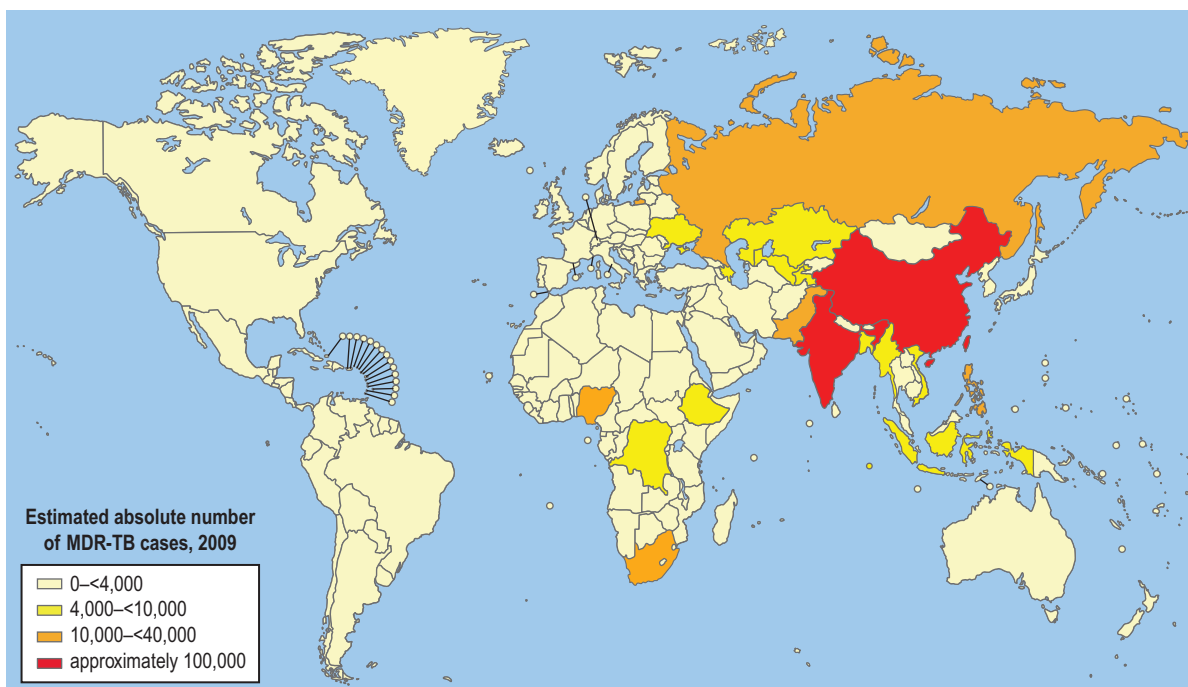 Estimated absolute number
of MDR-TB cases, 2009
0–<4,000
4,000–<10,000
10,000–<40,000
approximately 100,000